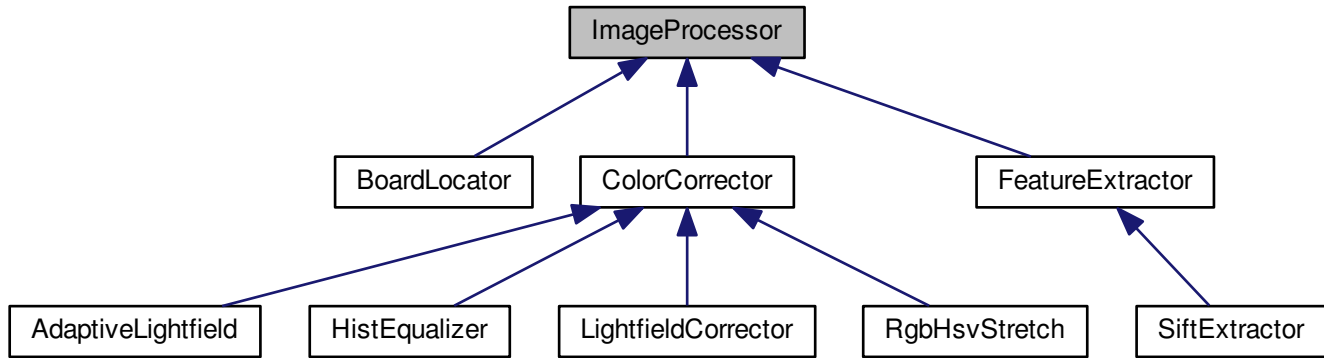 ImageProcessor
BoardLocator
ColorCorrector
FeatureExtractor
AdaptiveLightfield
HistEqualizer
LightfieldCorrector
RgbHsvStretch
SiftExtractor